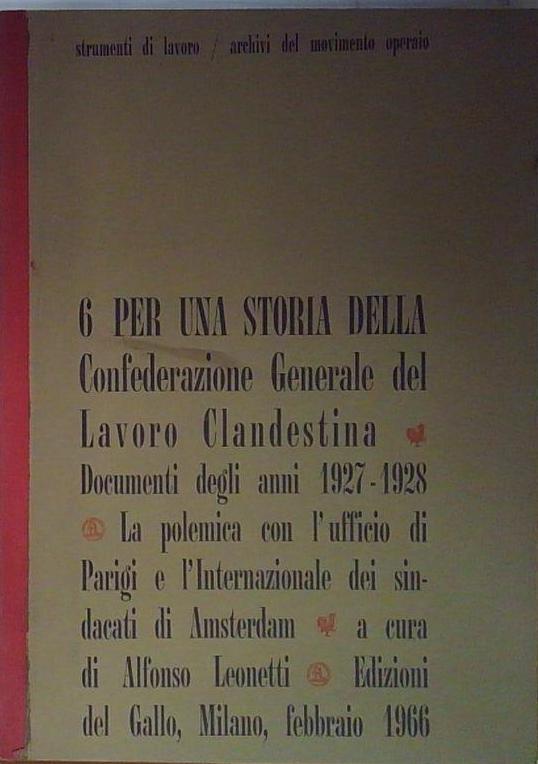 strumenti di lavoro / archivi del movimento operaio
6 PER UNA STORIA DELLA
Confederazione Generale del
Lavoro Clandestina
Documenti degli anni 1927-1928
La polemica con l'ufficio di
Parigi e l'Internazionale dei sin-
dacati di Amsterdam a cura
di Alfonso Leonetti Edizioni
del Gallo, Milano, febbraio 1966